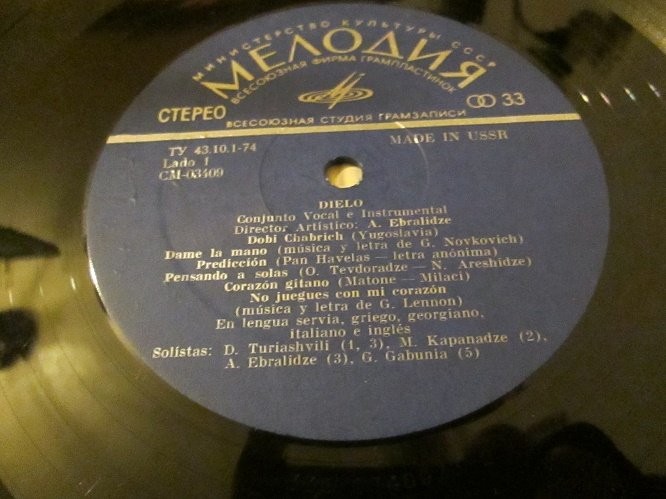 МИНИСТЕРСТВО КУЛЬТУРЫ СССР
МЕЛОДИЯ
ВСЕСОЮЗНАЯ ФИРМА ГРАМПЛАСТИНОК
СТЕРЕО
33
ВСЕСОЮЗНАЯ СТУДИЯ ГРАМЗАПИСИ
ТУ 43.10.1-74
MADE IN USSR
Lado 1
СМ-03409
DIELO
Conjunto Vocal e Instrumental
Director Artístico: A. Ebralidze
Dobi Chabrich (Yugoslavia)
Dame la mano (música y letra de G. Novkovich)
Predicción (Pan Havelas — letra anónima)
Pensando a solas (O. Tevdoradze — N. Areshidze)
Corazón gitano (Matone — Milaci)
No juegues con mi corazón
(música y letra de G. Lennon)
En lengua servia, griego, georgiano,
italiano e inglés
Solistas: D. Turiashvili (1, 3), M. Kapanadze (2),
A. Ebralidze (3), G. Gabunia (5)